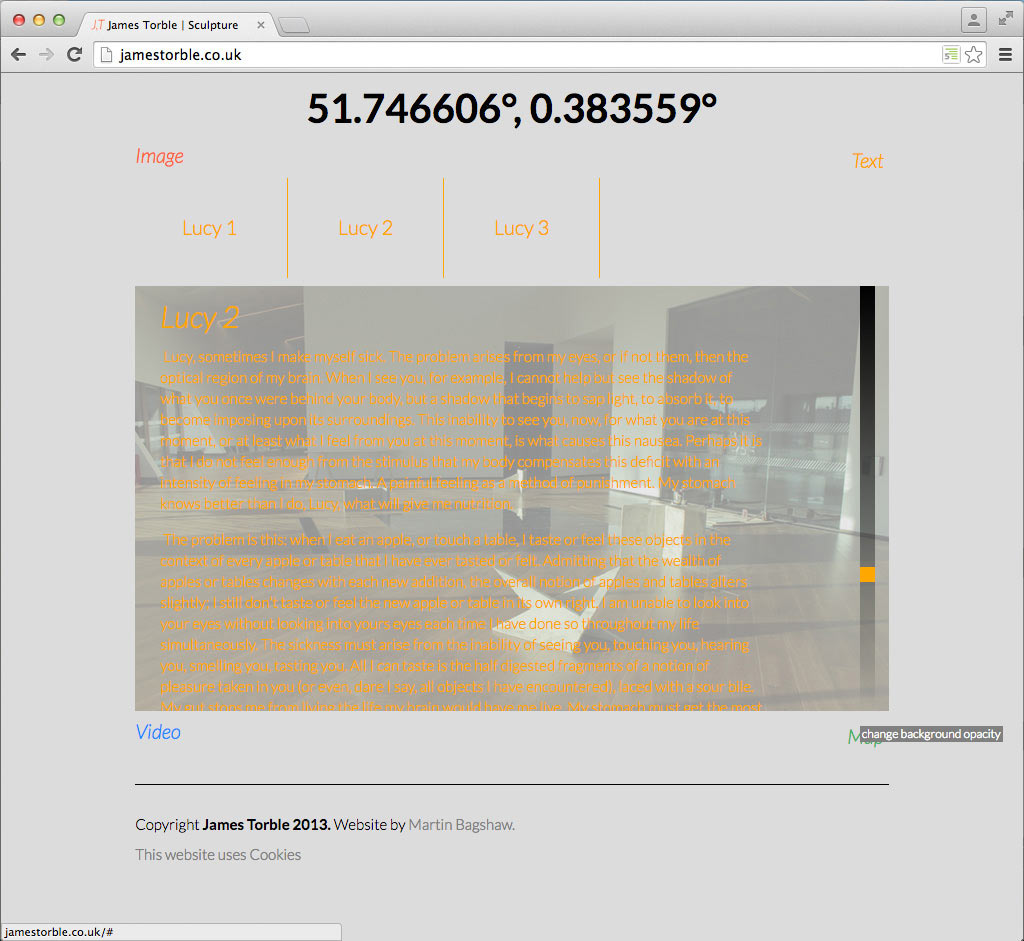 J.T James Torble | Sculpture
jamestorble.co.uk
51.746606°, 0.383559°
Image
Text
Lucy 1
Lucy 2
Lucy 3
Lucy 2
Lucy, sometimes I make myself sick. The problem arises from my eyes, or if not them, then the
optical region of my brain. When I see you, for example, I cannot help but see the shadow of
what you once were behind your body, but a shadow that begins to sap light, to absorb it, to
become imposing upon its surroundings. This inability to see you, now, for what you are at this
moment, or at least what I feel from you at this moment, is what causes this nausea. Perhaps it is
that I do not feel enough from the stimulus that my body compensates this deficit with an
intensity of feeling in my stomach. A painful feeling as a method of punishment. My stomach
knows better than I do, Lucy, what will give me nutrition.
The problem is this: when I eat an apple, or touch a table, I taste or feel these objects in the
context of every apple or table that I have ever tasted or felt. Admitting that the wealth of
apples or tables changes with each new addition, the overall notion of apples and tables alters
slightly; I still don't taste or feel the new apple or table in its own right. I am unable to look into
your eyes without looking into yours eyes each time I have done so throughout my life
simultaneously. The sickness must arise from the inability of seeing you, touching you, hearing
you, smelling you, tasting you. All I can taste is the half digested fragments of a notion of
pleasure taken in you (or even, dare I say, all objects I have encountered), laced with a sour bile.
My gut stops me from living the life my brain would have me live. My stomach must get the most
Video
change background opacity
Copyright James Torble 2013. Website by Martin Bagshaw.
This website uses Cookies
jamestorble.co.uk/#